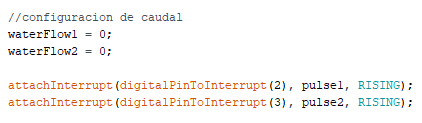 //configuracion de caudal
waterFlow1 = 0;
waterFlow2 = 0;
attachInterrupt(digitalPinToInterrupt(2), pulse1, RISING);
attachInterrupt(digitalPinToInterrupt(3), pulse2, RISING);